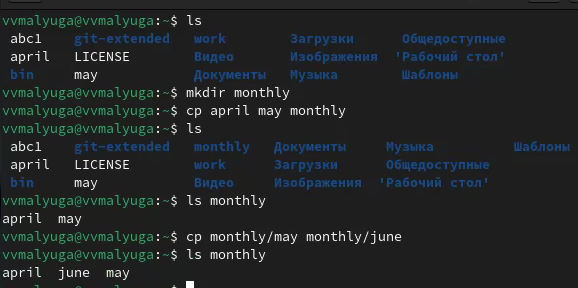 vvmalyuga@vvmalyuga:~$ ls
abc1 git-extended work Загрузки Общедоступные
april LICENSE Видео Изображения 'Рабочий стол'
bin may Документы Музыка Шаблоны
vvmalyuga@vvmalyuga:~$ mkdir monthly
vvmalyuga@vvmalyuga:~$ cp april may monthly
vvmalyuga@vvmalyuga:~$ ls
abc1 git-extended monthly Документы Музыка Шаблоны
april LICENSE work Загрузки Общедоступные
bin may Видео Изображения 'Рабочий стол'
vvmalyuga@vvmalyuga:~$ ls monthly
april may
vvmalyuga@vvmalyuga:~$ cp monthly/may monthly/june
vvmalyuga@vvmalyuga:~$ ls monthly
april june may
vvmalyuga@vvmalyuga:~$